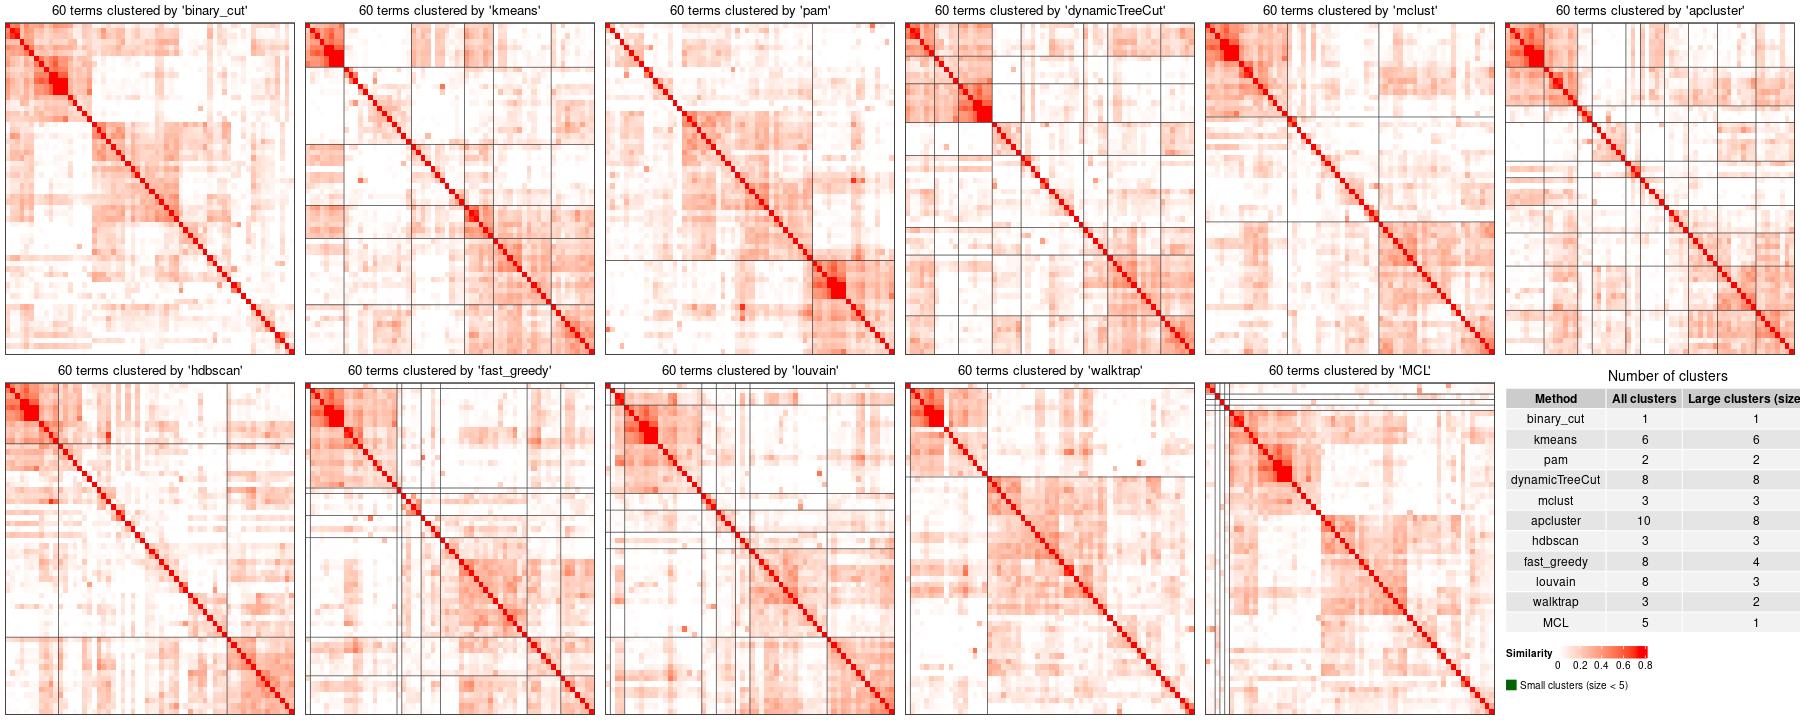 60 terms clustered by 'binary_cut'
60 terms clustered by 'kmeans'
60 terms clustered by 'pam'
60 terms clustered by 'dynamicTreeCut'
60 terms clustered by 'mclust'
60 terms clustered by 'apcluster'
60 terms clustered by 'hdbscan'
60 terms clustered by 'fast_greedy'
60 terms clustered by 'louvain'
60 terms clustered by 'walktrap'
60 terms clustered by 'MCL'
Number of clusters
Method All clusters Large clusters (size
binary_cut 1 1
kmeans 6 6
pam 2 2
dynamicTreeCut 8 8
mclust 3 3
apcluster 10 8
hdbscan 3 3
fast_greedy 8 4
louvain 8 3
walktrap 3 2
MCL 5 1
Similarity
0 0.2 0.4 0.6 0.8
Small clusters (size < 5)